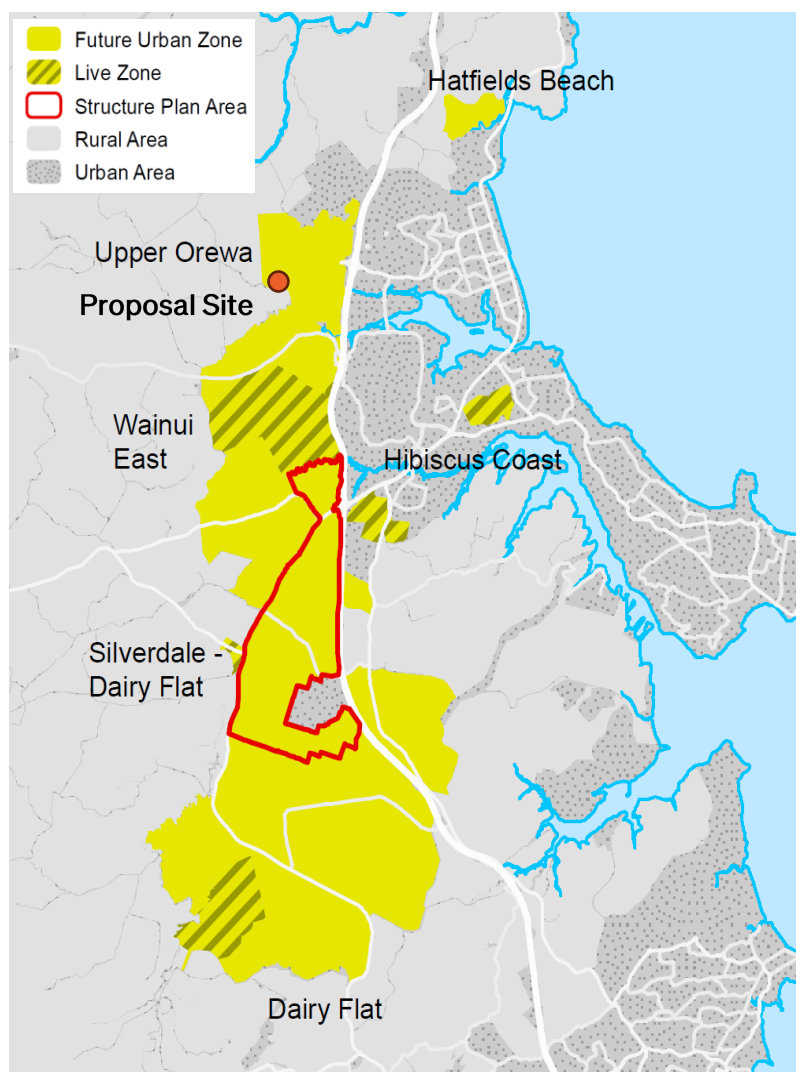 Future Urban Zone
Live Zone
Structure Plan Area
Rural Area
Urban Area
Hatfields Beach
Upper Orewa
Proposal Site
Wainui
East
Hibiscus Coast
Silverdale -
Dairy Flat
Dairy Flat